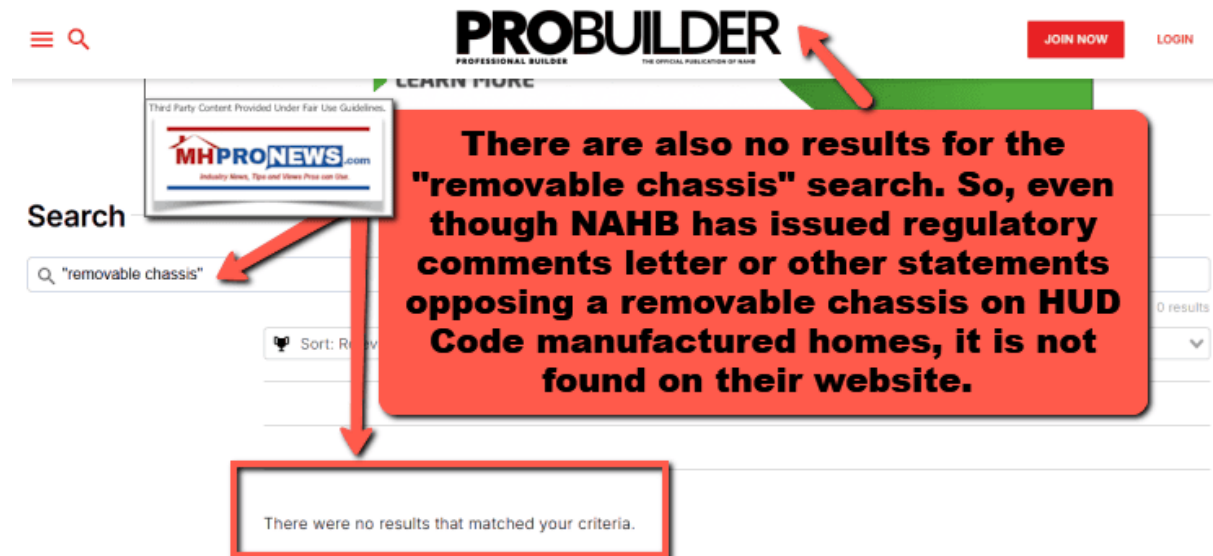 PROBUILDER
PROFESSIONAL BUILDER THE OFFICIAL PUBLICATION OF NAHB
JOIN NOW
LOGIN
LEARN MORE
Third Party Content Provided Under Fair Use Guidelines.
MHPRONEWS.com
Industry News, Tips and Views Pros can Use.
There are also no results for the
"removable chassis" search. So, even
though NAHB has issued regulatory
comments letter or other statements
opposing a removable chassis on HUD
Code manufactured homes, it is not
found on their website.
Search
"removable chassis"
0 results
Sort:
There were no results that matched your criteria.